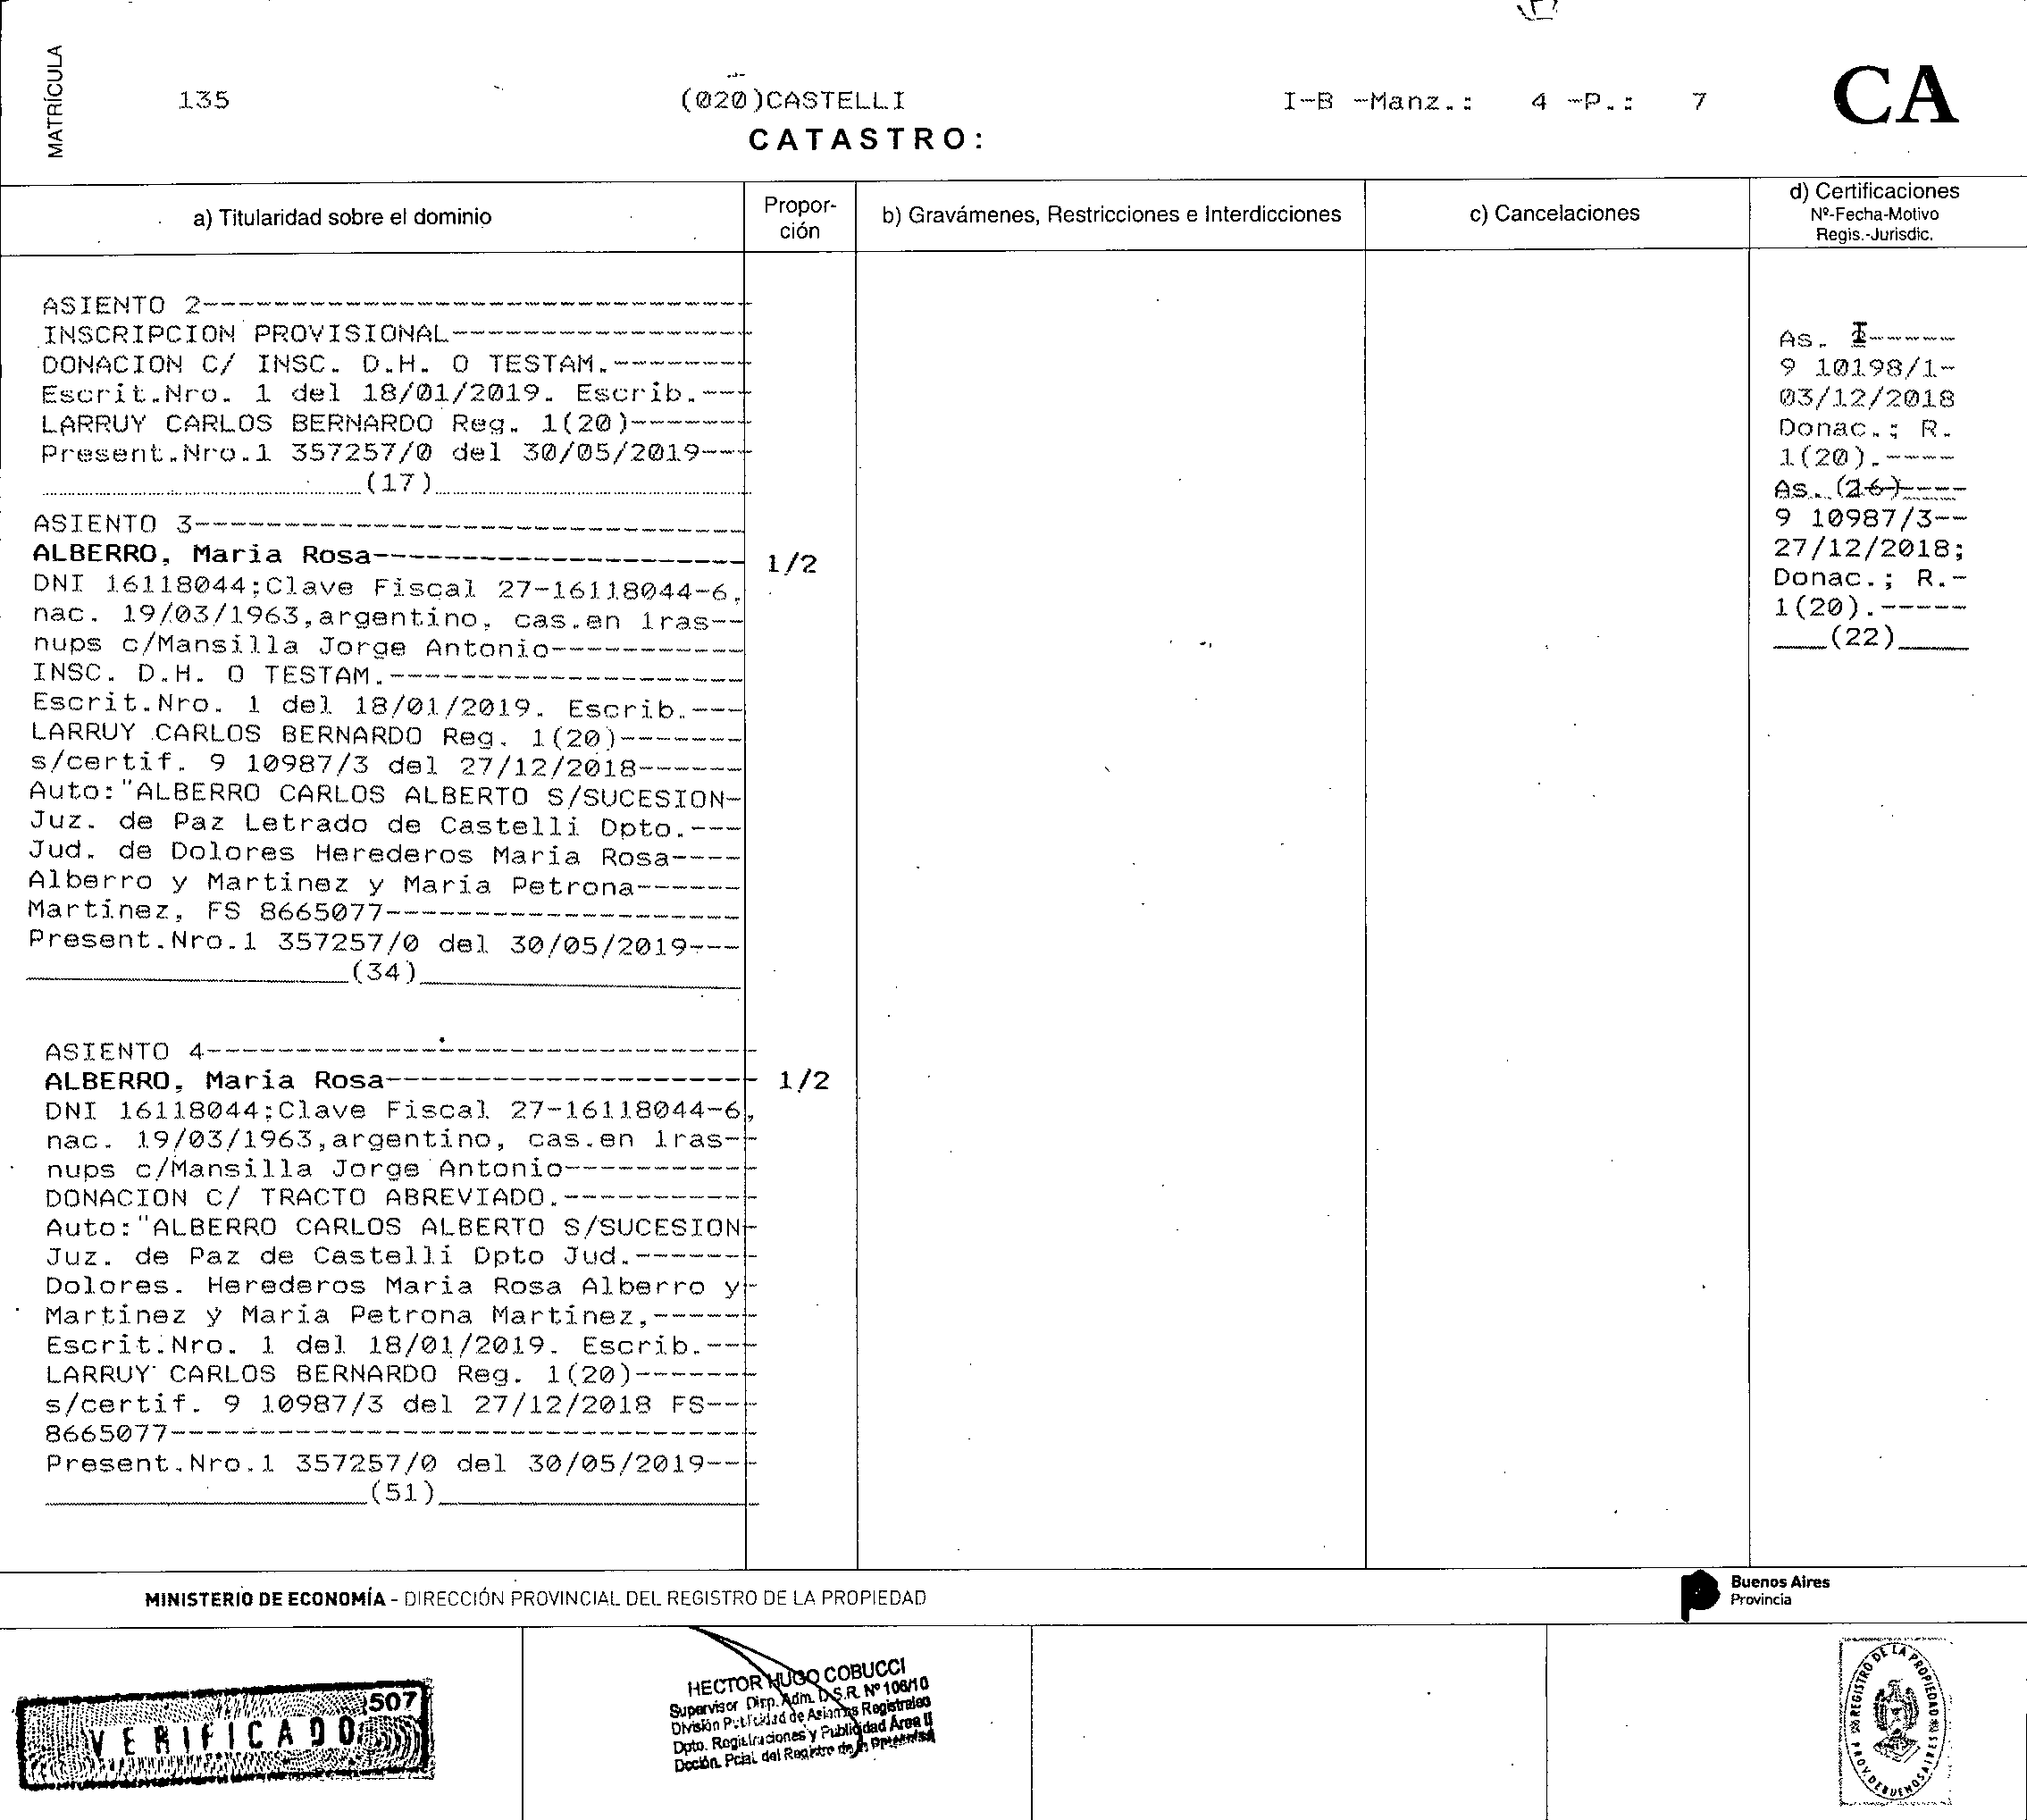 MATRÍCULA
135
(020)CASTELLI
I-B -Manz.: 4 -P.: 7
CA
CATASTRO:
a) Titularidad sobre el dominio
Propor-
ción
b) Gravámenes, Restricciones e Interdicciones
c) Cancelaciones
d) Certificaciones
Nº-Fecha-Motivo
Regis.-Jurisdic.
ASIENTO 2-------------------------------
INSCRIPCION PROVISIONAL-----------------
DONACION C/ INSC. D.H. O TESTAM.--------
Escrit.Nro. 1 del 18/01/2019. Escrib.---
LARRUY CARLOS BERNARDO Reg. 1(20)-------
Present.Nro.1 357257/0 del 30/05/2019---
(17)
ASIENTO 3-------------------------------
ALBERRO, Maria Rosa--------------------- 1/2
DNI 16118044;Clave Fiscal 27-16118044-6,
nac. 19/03/1963,argentino, cas.en 1ras--
nups c/Mansilla Jorge Antonio-----------
INSC. D.H. O TESTAM.--------------------
Escrit.Nro. 1 del 18/01/2019. Escrib.---
LARRUY CARLOS BERNARDO Reg. 1(20)-------
s/certif. 9 10987/3 del 27/12/2018------
Auto:"ALBERRO CARLOS ALBERTO S/SUCESION-
Juz. de Paz Letrado de Castelli Dpto.---
Jud. de Dolores Herederos Maria Rosa----
Alberro y Martinez y Maria Petrona------
Martinez, FS 8665077--------------------
Present.Nro.1 357257/0 del 30/05/2019---
(34)
ASIENTO 4-------------------------------
ALBERRO, Maria Rosa--------------------- 1/2
DNI 16118044;Clave Fiscal 27-16118044-6,
nac. 19/03/1963,argentino, cas.en 1ras--
nups c/Mansilla Jorge Antonio-----------
DONACION C/ TRACTO ABREVIADO.-----------
Auto:"ALBERRO CARLOS ALBERTO S/SUCESION-
Juz. de Paz de Castelli Dpto Jud.-------
Dolores. Herederos Maria Rosa Alberro y-
Martinez y Maria Petrona Martinez,------
Escrit.Nro. 1 del 18/01/2019. Escrib.---
LARRUY CARLOS BERNARDO Reg. 1(20)-------
s/certif. 9 10987/3 del 27/12/2018 FS---
8665077---------------------------------
Present.Nro.1 357257/0 del 30/05/2019---
(51)
As. -----
9 10198/1-
03/12/2018
Donac.; R.
1(20).----
As. (16)----
9 10987/3--
27/12/2018;
Donac.; R.-
1(20).-----
(22)
MINISTERIO DE ECONOMÍA - DIRECCIÓN PROVINCIAL DEL REGISTRO DE LA PROPIEDAD
Buenos Aires
Provincia
507
VERIFICADO
HECTOR HUGO COBUCCI
Supervisor Disp. Adm. D.S.R. Nº 106/10
División Publicidad de Asientos Registrales
Dpto. Registraciones y Publicidad Area II
Dcción. Pcial. del Registro de la Propiedad
REGISTRO DE LA PROPIEDAD
PROV. DE BUENOS AIRES